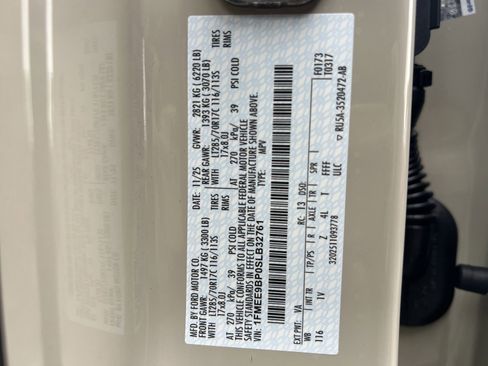 MFD. BY FORD MOTOR CO.
DATE: 11/25 GVWR: 2821 KG ( 6220 LB)
FRONT GAWR: 1497 KG ( 3300 LB) REAR GAWR: 1393 KG ( 3070 LB)
WITH LT285/70R17C 116/113S TIRES WITH LT285/70R17C 116/113S TIRES
17x8.0J RIMS 17x8.0J RIMS
AT 270 kPa/ 39 PSI COLD AT 270 kPa/ 39 PSI COLD
THIS VEHICLE CONFORMS TO ALL APPLICABLE FEDERAL MOTOR VEHICLE
SAFETY STANDARDS IN EFFECT ON THE DATE OF MANUFACTURE SHOWN ABOVE.
VIN: 1FMEE9BP0SLB32761
TYPE: MPV
F0173
T0317
3202511093778
EXT PNT: VA RC: 13 DSO:
WB INT TR TP/PS R AXLE TR SPR
116 1V Z 4L T FFFF
ULC
RU5A-3520472-AB